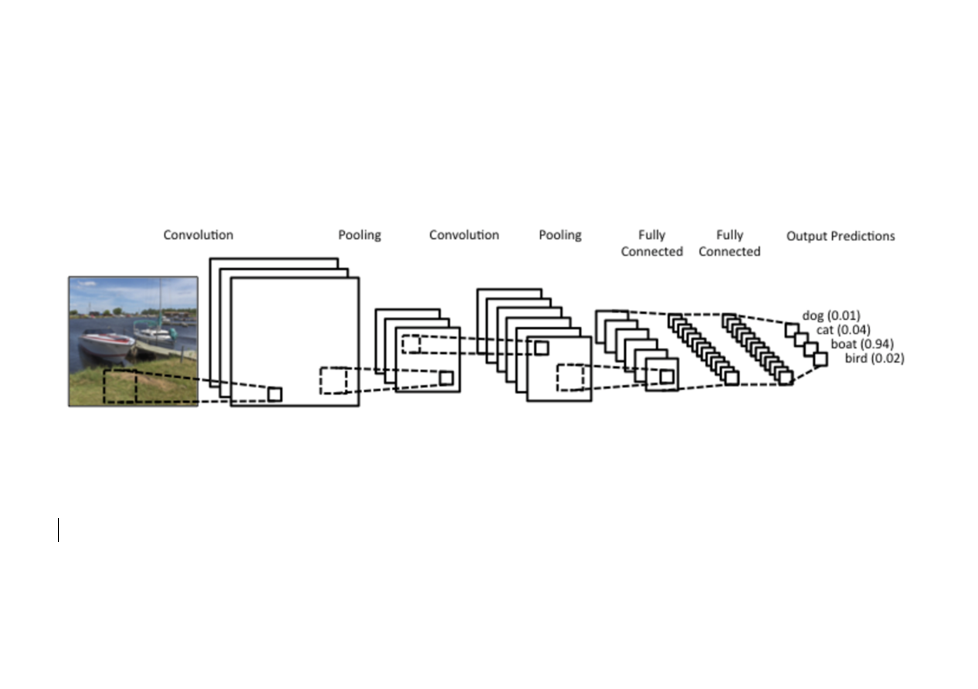 Convolution
Pooling
Convolution
Pooling
Fully
Connected
Fully
Connected
Output Predictions
dog (0.01)
cat (0.04)
boat (0.94)
bird (0.02)